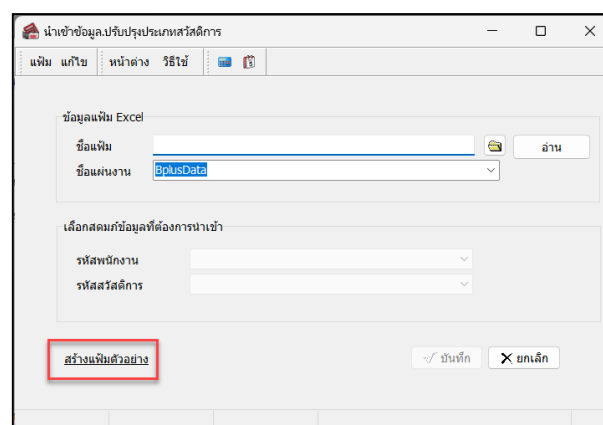 นำเข้าข้อมูล.ปรับปรุงประเภทสวัสดิการ
แฟ้ม แก้ไข หน้าต่าง วิธีใช้
ข้อมูลแฟ้ม Excel
ชื่อแฟ้ม อ่าน
ชื่อแผ่นงาน BplusData
เลือกสดมภ์ข้อมูลที่ต้องการนำเข้า
รหัสพนักงาน
รหัสสวัสดิการ
สร้างแฟ้มตัวอย่าง บันทึก ยกเลิก